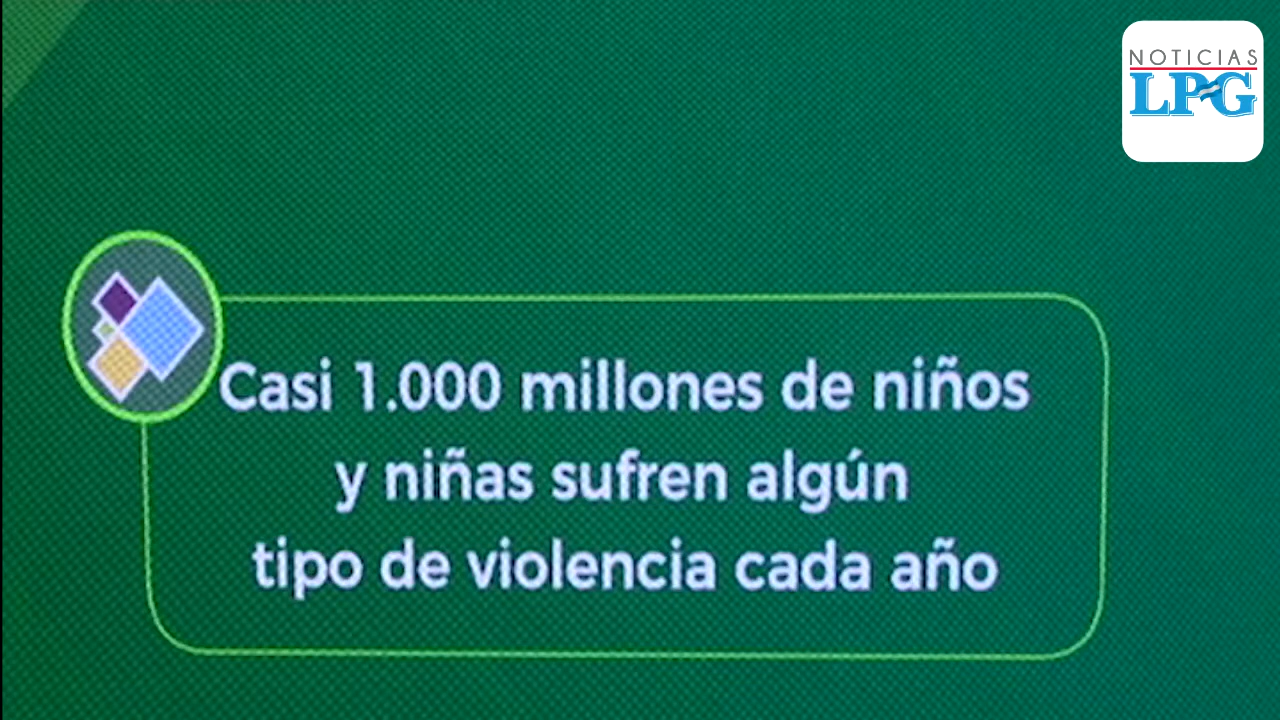 NOTICIAS
LPG
Casi 1.000 millones de niños
y niñas sufren algún
tipo de violencia cada año